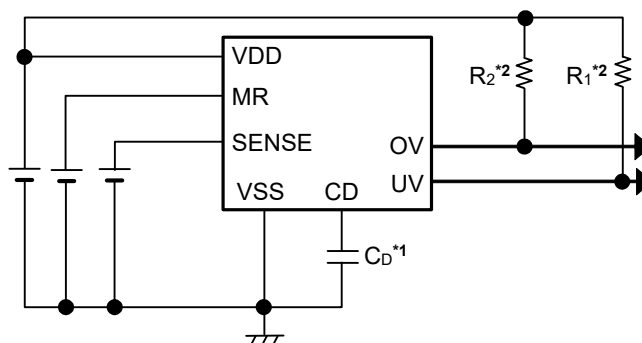 VDD
R2*2
R1*2
MR
SENSE
OV
UV
VSS
CD
CD*1